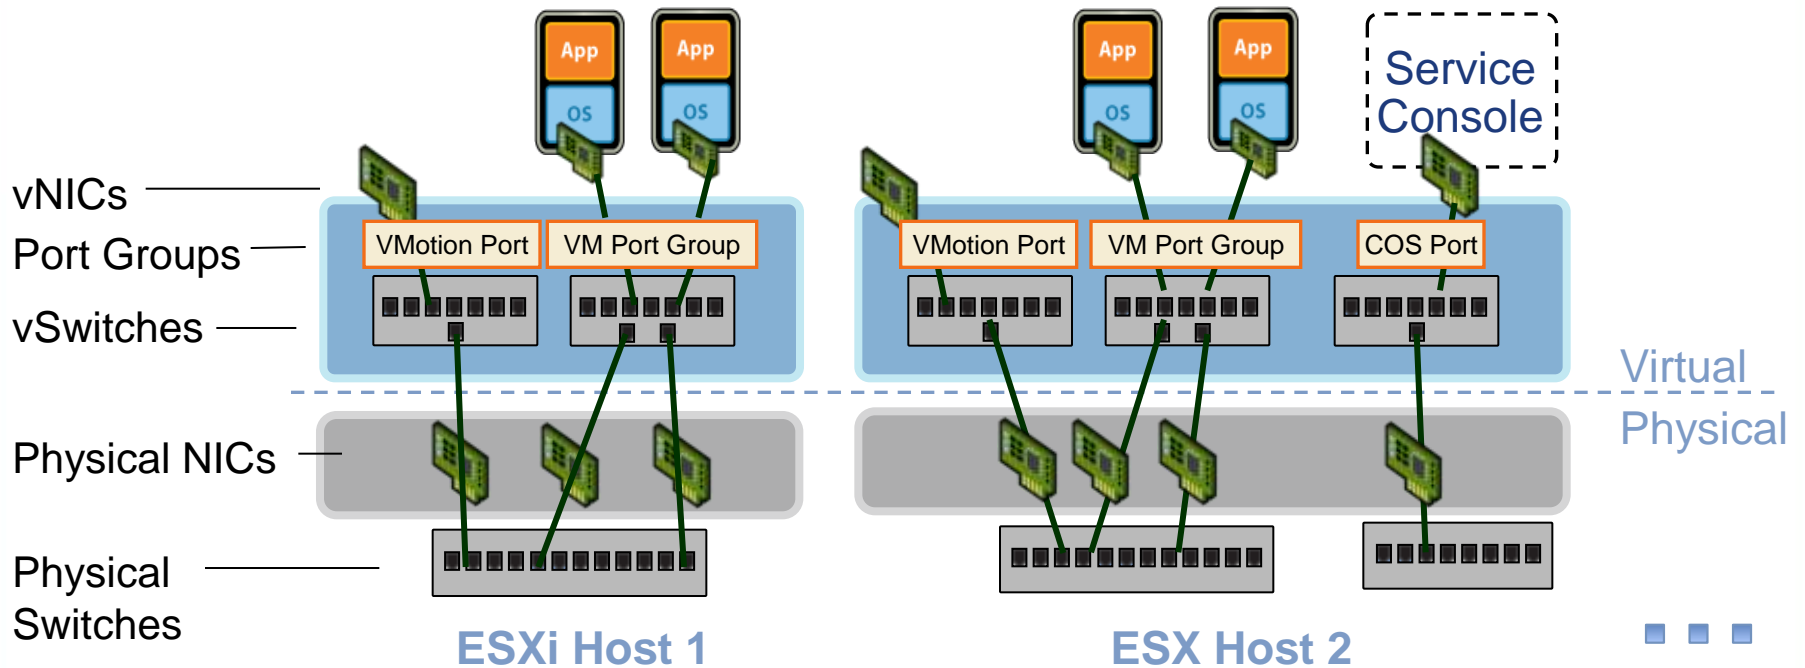 App
App
OS
OS
App
App
OS
OS
Service
Console
vNICs
Port Groups
vSwitches
VMotion Port
VM Port Group
VMotion Port
VM Port Group
COS Port
Virtual
Physical
Physical NICs
Physical
Switches
ESXi Host 1
ESX Host 2